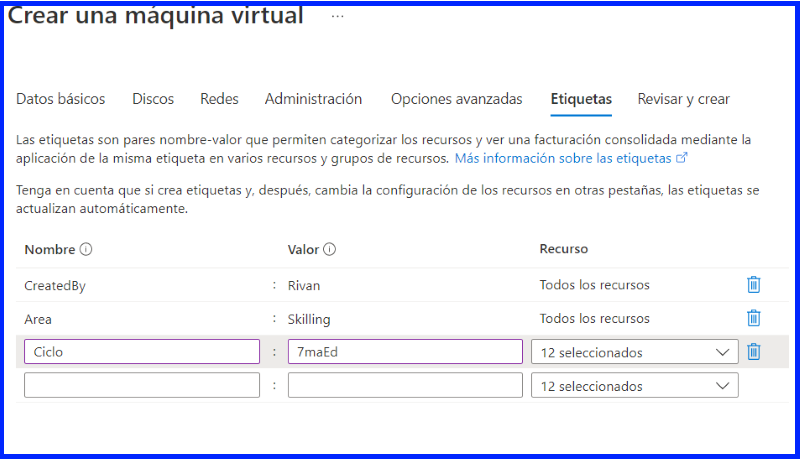 Crear una máquina virtual ...
Datos básicos Discos Redes Administración Opciones avanzadas Etiquetas Revisar y crear
Las etiquetas son pares nombre-valor que permiten categorizar los recursos y ver una facturación consolidada mediante la
aplicación de la misma etiqueta en varios recursos y grupos de recursos. Más información sobre las etiquetas
Tenga en cuenta que si crea etiquetas y, después, cambia la configuración de los recursos en otras pestañas, las etiquetas se
actualizan automáticamente.
Nombre Valor Recurso
CreatedBy : Rivan Todos los recursos
Area : Skilling Todos los recursos
Ciclo : 7maEd 12 seleccionados
: 12 seleccionados